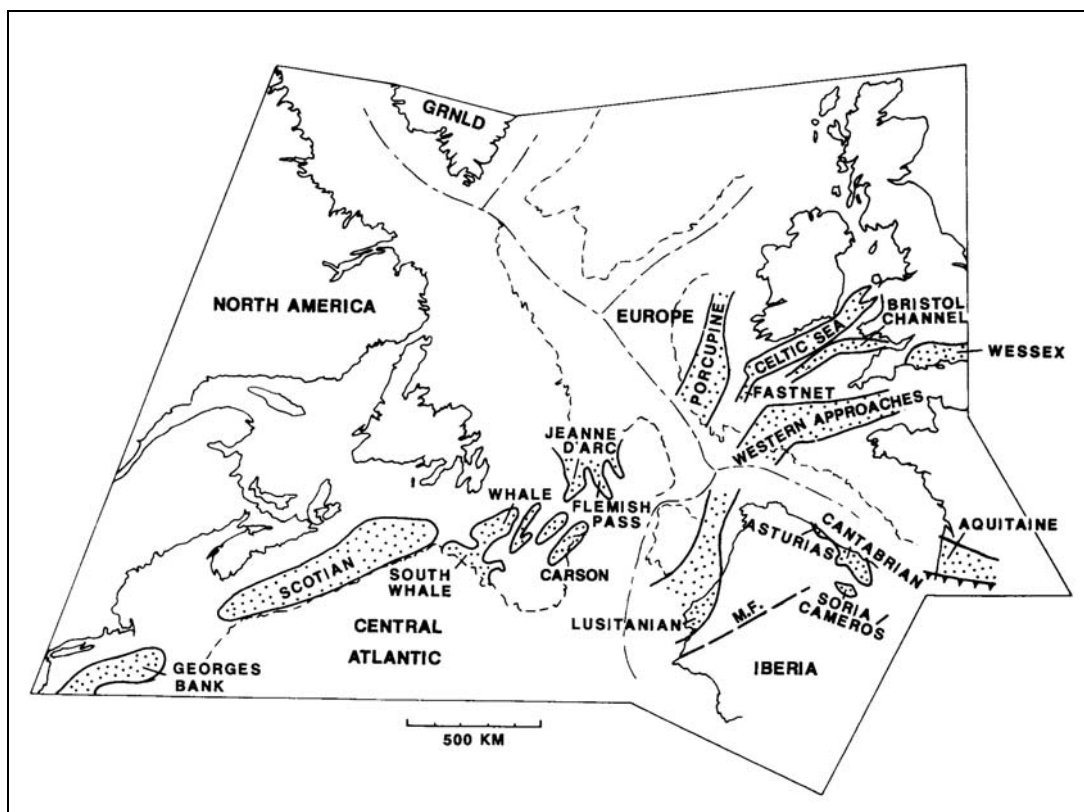 GRNLD
NORTH AMERICA
EUROPE
PORCUPINE
CELTIC SEA
BRISTOL
CHANNEL
WESSEX
FASTNET
WESTERN APPROACHES
JEANNE
D'ARC
WHALE
FLEMISH
PASS
CANTABRIAN
AQUITAINE
ASTURIAS
SCOTIAN
SOUTH
WHALE
CARSON
SORIA
CAMEROS
M.F.
LUSITANIAN
CENTRAL
ATLANTIC
IBERIA
GEORGES
BANK
500 KM